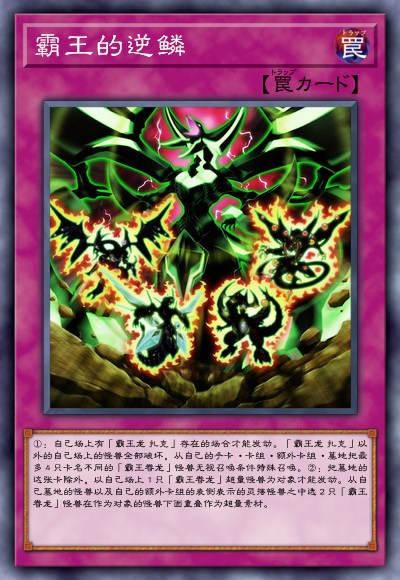 霸王的逆鳞
トラップ
罠
トラップ
【罠カード】
①：自己场上有「霸王龙 扎克」存在的场合才能发动。「霸王龙 扎克」以
外的自己场上的怪兽全部破坏，从自己的手卡·卡组·额外卡组·墓地把最
多４只卡名不同的「霸王眷龙」怪兽无视召唤条件特殊召唤。②：把墓地的
这张卡除外，以自己场上１只「霸王眷龙」超量怪兽为对象才能发动。从自
己墓地的怪兽以及自己的额外卡组的表侧表示的灵摆怪兽之中选２只「霸王
眷龙」怪兽在作为对象的怪兽下面重叠作为超量素材。